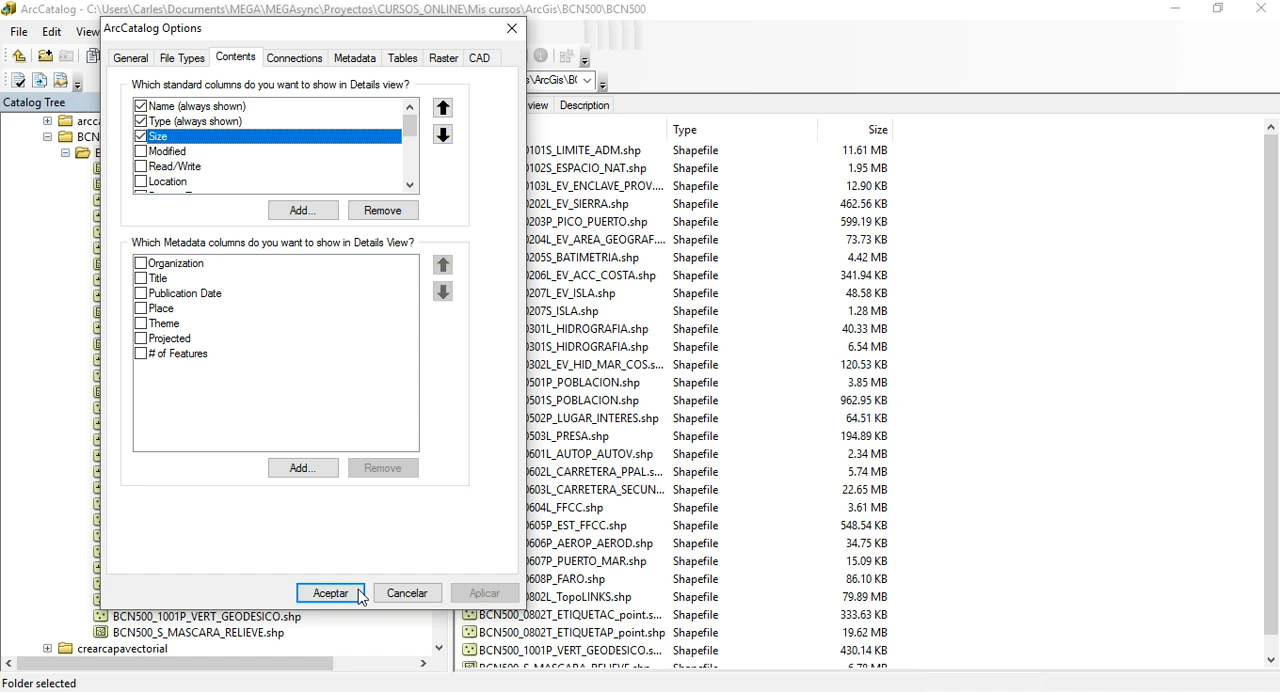 ArcCatalog - C:\Users\Carles\Documents\MEGA\MEGAsync\Proyectos\CURSOS_ONLINE\Mis cursos\ArcGis\BCN500\BCN500
File Edit View
Catalog Tree
BCN
BCN500_1001P_VERT_GEODESICO.shp
BCN500_S_MASCARA_RELIEVE.shp
crearcapavectorial
Folder selected
ArcCatalog Options
General File Types Contents Connections Metadata Tables Raster CAD
Which standard columns do you want to show in Details view?
Name (always shown)
Type (always shown)
Size
Modified
Read/Write
Location
Add... Remove
Which Metadata columns do you want to show in Details View?
Organization
Title
Publication Date
Place
Theme
Projected
# of Features
Add... Remove
Aceptar Cancelar Aplicar
Description
Type Size
0101S_LIMITE_ADM.shp Shapefile 11.61 MB
0102S_ESPACIO_NAT.shp Shapefile 1.95 MB
0103L_EV_ENCLAVE_PROV.... Shapefile 12.90 KB
0202L_EV_SIERRA.shp Shapefile 462.56 KB
0203P_PICO_PUERTO.shp Shapefile 599.19 KB
0204L_EV_AREA_GEOGRAF.... Shapefile 73.73 KB
0205S_BATIMETRIA.shp Shapefile 4.42 MB
0206L_EV_ACC_COSTA.shp Shapefile 341.94 KB
0207L_EV_ISLA.shp Shapefile 48.58 KB
0207S_ISLA.shp Shapefile 1.28 MB
0301L_HIDROGRAFIA.shp Shapefile 40.33 MB
0301S_HIDROGRAFIA.shp Shapefile 6.54 MB
0302L_EV_HID_MAR_COS.s... Shapefile 120.53 KB
0501P_POBLACION.shp Shapefile 3.85 MB
0501S_POBLACION.shp Shapefile 962.95 KB
0502P_LUGAR_INTERES.shp Shapefile 64.51 KB
0503L_PRESA.shp Shapefile 194.89 KB
0601L_AUTOP_AUTOV.shp Shapefile 2.34 MB
0602L_CARRETERA_PPAL.s... Shapefile 5.74 MB
0603L_CARRETERA_SECUN... Shapefile 22.65 MB
0604L_FFCC.shp Shapefile 3.61 MB
0605P_EST_FFCC.shp Shapefile 548.54 KB
0606P_AEROP_AEROD.shp Shapefile 34.75 KB
0607P_PUERTO_MAR.shp Shapefile 15.09 KB
0608P_FARO.shp Shapefile 86.10 KB
0802L_TopoLINKS.shp Shapefile 79.89 MB
BCN500_0802T_ETIQUETAC_point.s... Shapefile 333.63 KB
BCN500_0802T_ETIQUETAP_point.shp Shapefile 19.62 MB
BCN500_1001P_VERT_GEODESICO.s... Shapefile 430.14 KB